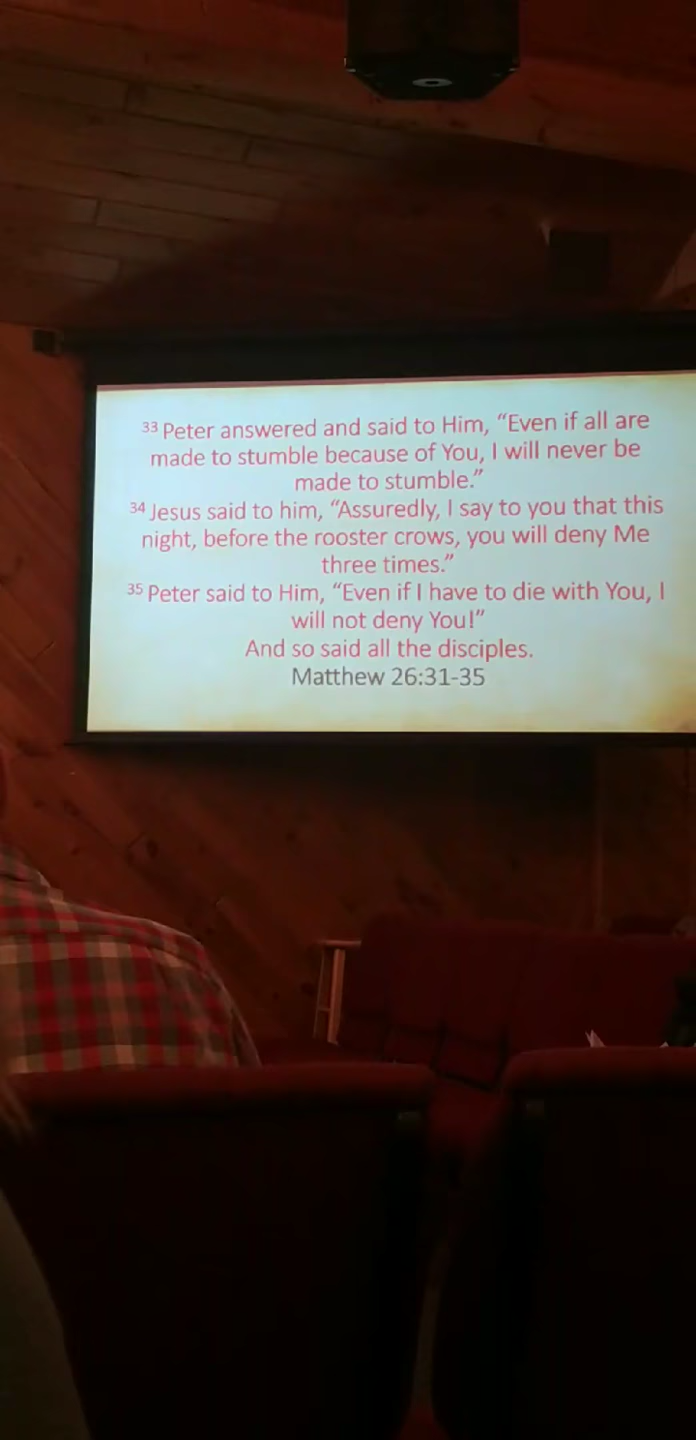 33 Peter answered and said to Him, “Even if all are
made to stumble because of You, I will never be
made to stumble.”
34 Jesus said to him, “Assuredly, I say to you that this
night, before the rooster crows, you will deny Me
three times.”
35 Peter said to Him, “Even if I have to die with You, I
will not deny You!”
And so said all the disciples.
Matthew 26:31-35